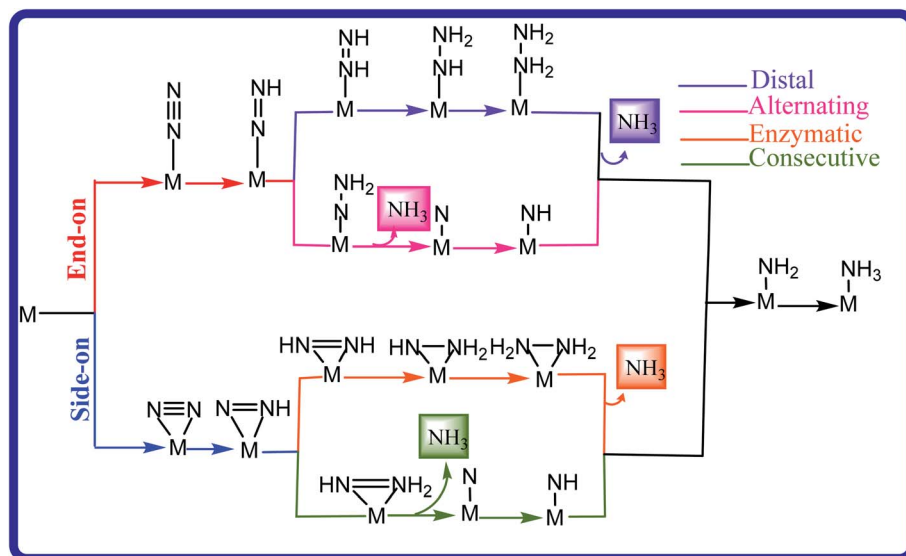 NH
NH
M
NH₂
NH
M
NH₂
NH₂
M
NH₃
Distal
Alternating
Enzymatic
Consecutive
N
N
M
NH
N
M
NH₂
N
M
NH₃
N
M
NH
M
End-on
M
NH₂
M
NH₃
M
Side-on
HN NH
M
HN NH₂
M
H₂N NH₂
M
NH₃
N N
M
N NH
M
NH₃
HN NH₂
M
N
M
NH
M